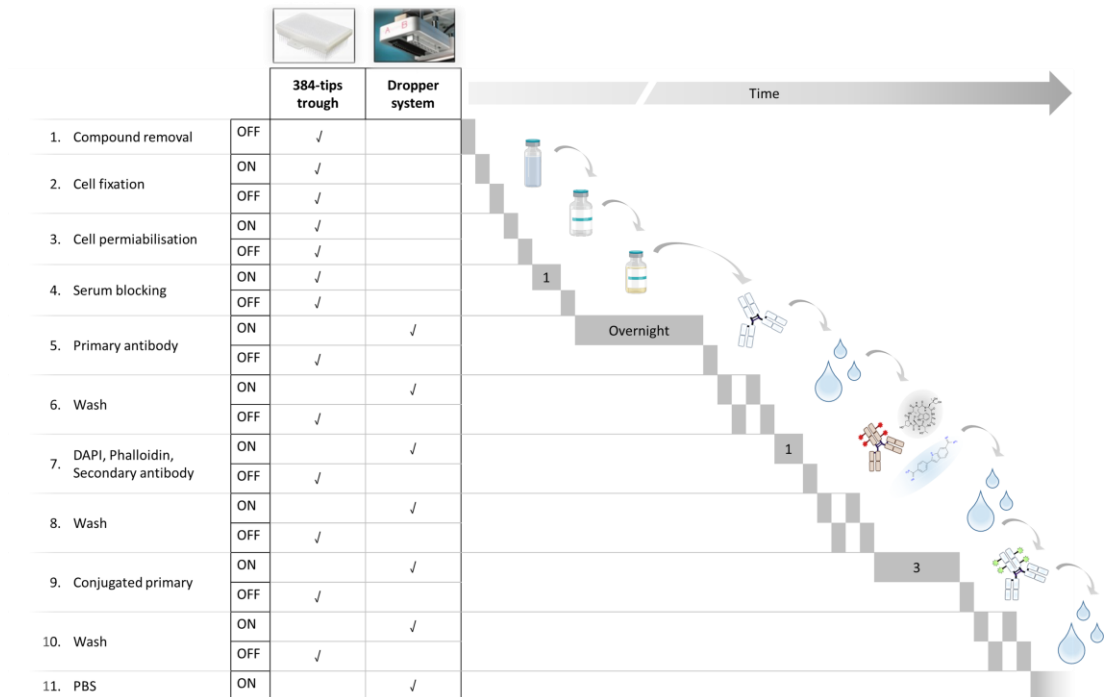 A B
384-tips
trough
Dropper
system
Time
1. Compound removal
OFF √
2. Cell fixation
ON √
OFF √
3. Cell permiabilisation
ON √
OFF √
4. Serum blocking
ON √ 1
OFF √
5. Primary antibody
ON √ Overnight
OFF √
6. Wash
ON √
OFF √
7. DAPI, Phalloidin,
Secondary antibody
ON √ 1
OFF √
8. Wash
ON √
OFF √
9. Conjugated primary
ON √ 3
OFF √
10. Wash
ON √
OFF √
11. PBS
ON √